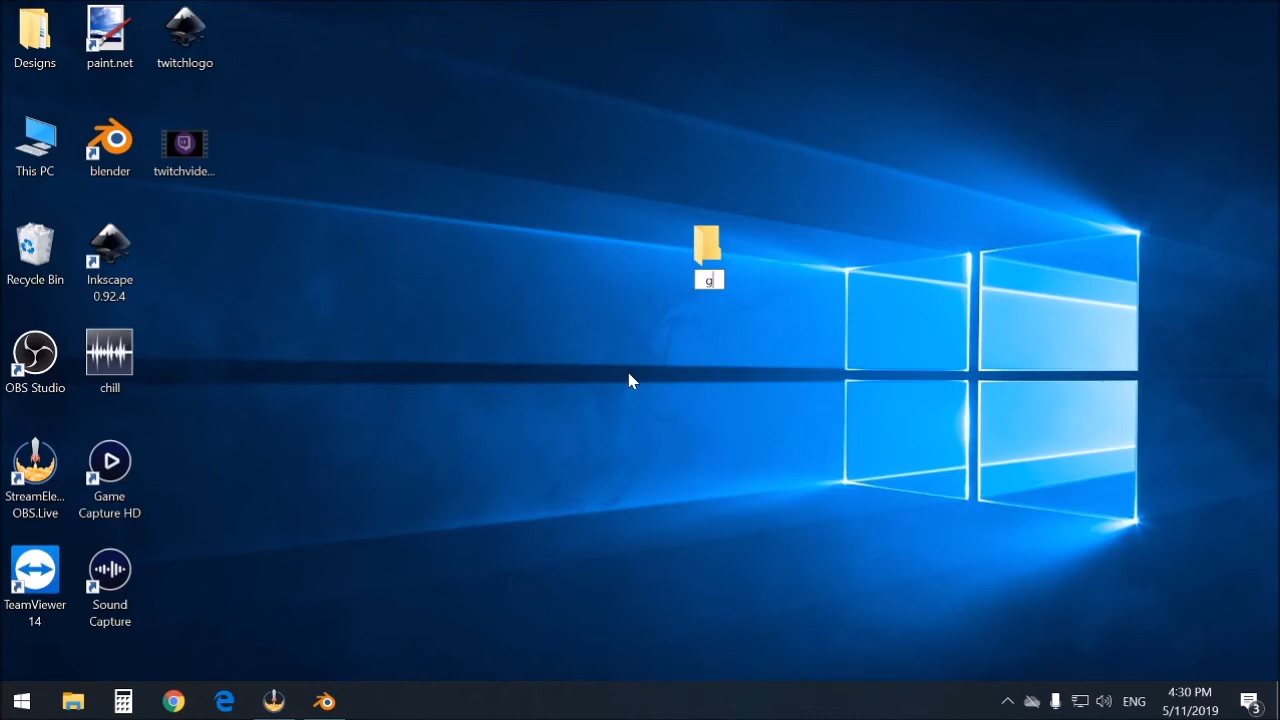 Designs
paint.net
twitchlogo
This PC
blender
twitchvide...
Recycle Bin
Inkscape
0.92.4
OBS Studio
chill
StreamEle...
OBS.Live
Game
Capture HD
TeamViewer
14
Sound
Capture
g
ENG
4:30 PM
5/11/2019
3